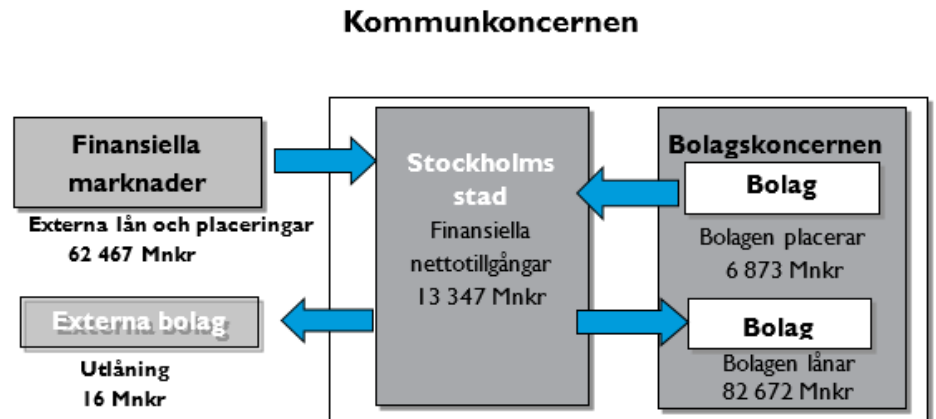 Kommunkoncernen
Finansiella
marknader
Externa lån och placeringar
62 467 Mnkr
Externa bolag
Utlåning
16 Mnkr
Stockholms
stad
Finansiella
nettotillgångar
13 347 Mnkr
Bolagskoncernen
Bolag
Bolagen placerar
6 873 Mnkr
Bolag
Bolagen lånar
82 672 Mnkr